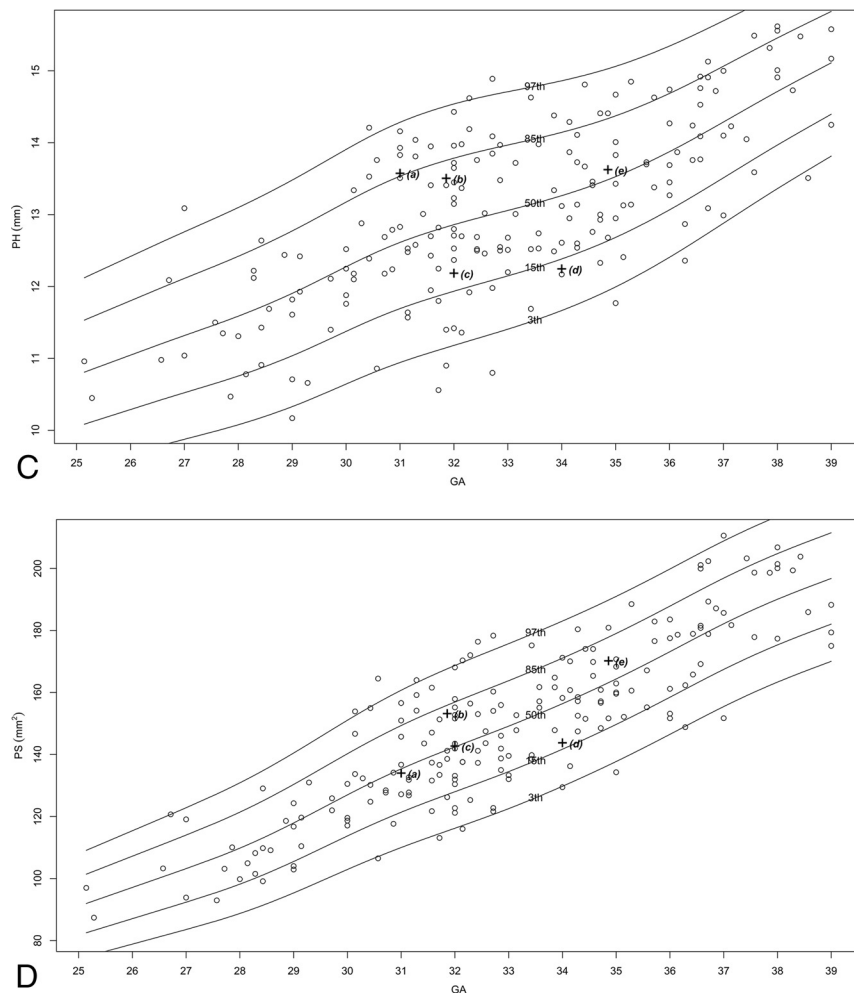 PH (mm)
15
14
13
12
11
10
97th
85th
50th
15th
3th
(a)
(b)
(c)
(d)
(e)
25 26 27 28 29 30 31 32 33 34 35 36 37 38 39
GA
C
PS (mm²)
200
180
160
140
120
100
80
97th
85th
50th
15th
3th
(a)
(b)
(c)
(d)
(e)
25 26 27 28 29 30 31 32 33 34 35 36 37 38 39
GA
D